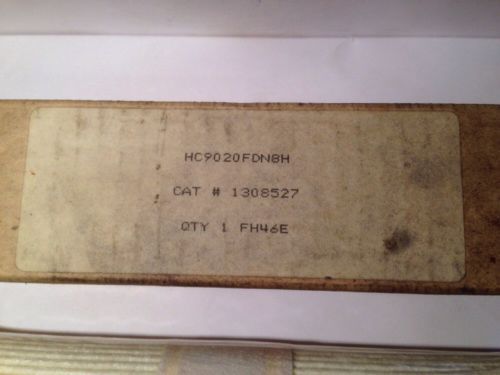 HC9020FDN8H
CAT # 1308527
QTY 1 FH46E